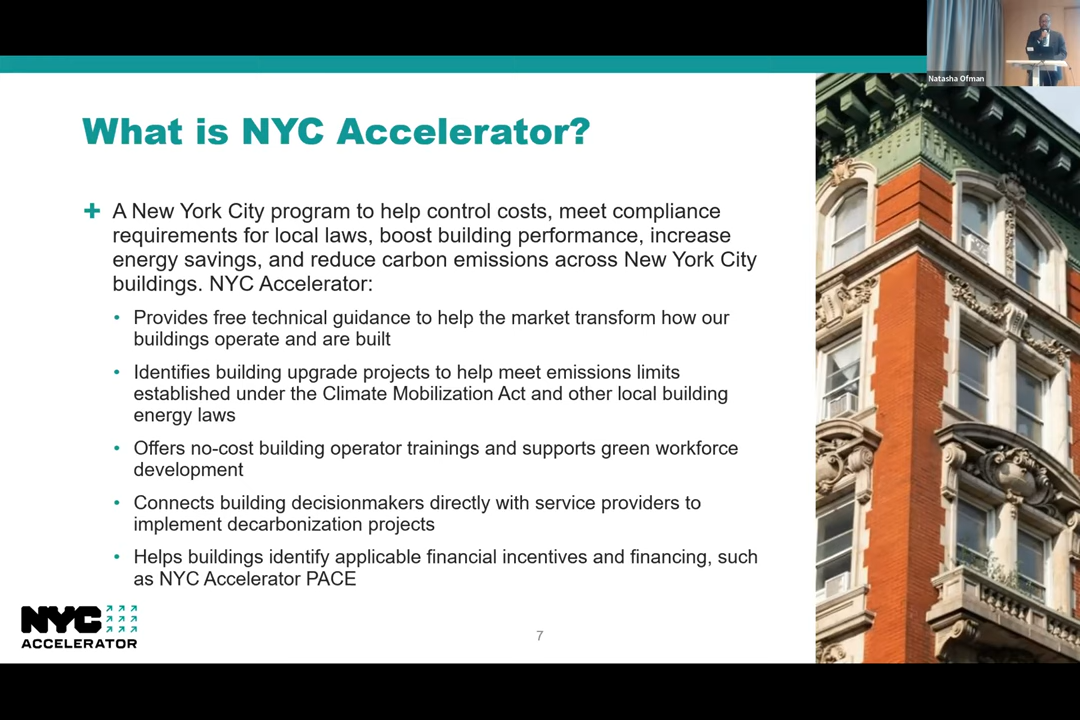 Natasha Ofman
What is NYC Accelerator?
A New York City program to help control costs, meet compliance
requirements for local laws, boost building performance, increase
energy savings, and reduce carbon emissions across New York City
buildings. NYC Accelerator:
• Provides free technical guidance to help the market transform how our
buildings operate and are built
• Identifies building upgrade projects to help meet emissions limits
established under the Climate Mobilization Act and other local building
energy laws
• Offers no-cost building operator trainings and supports green workforce
development
• Connects building decisionmakers directly with service providers to
implement decarbonization projects
• Helps buildings identify applicable financial incentives and financing, such
as NYC Accelerator PACE
NYC
ACCELERATOR
7